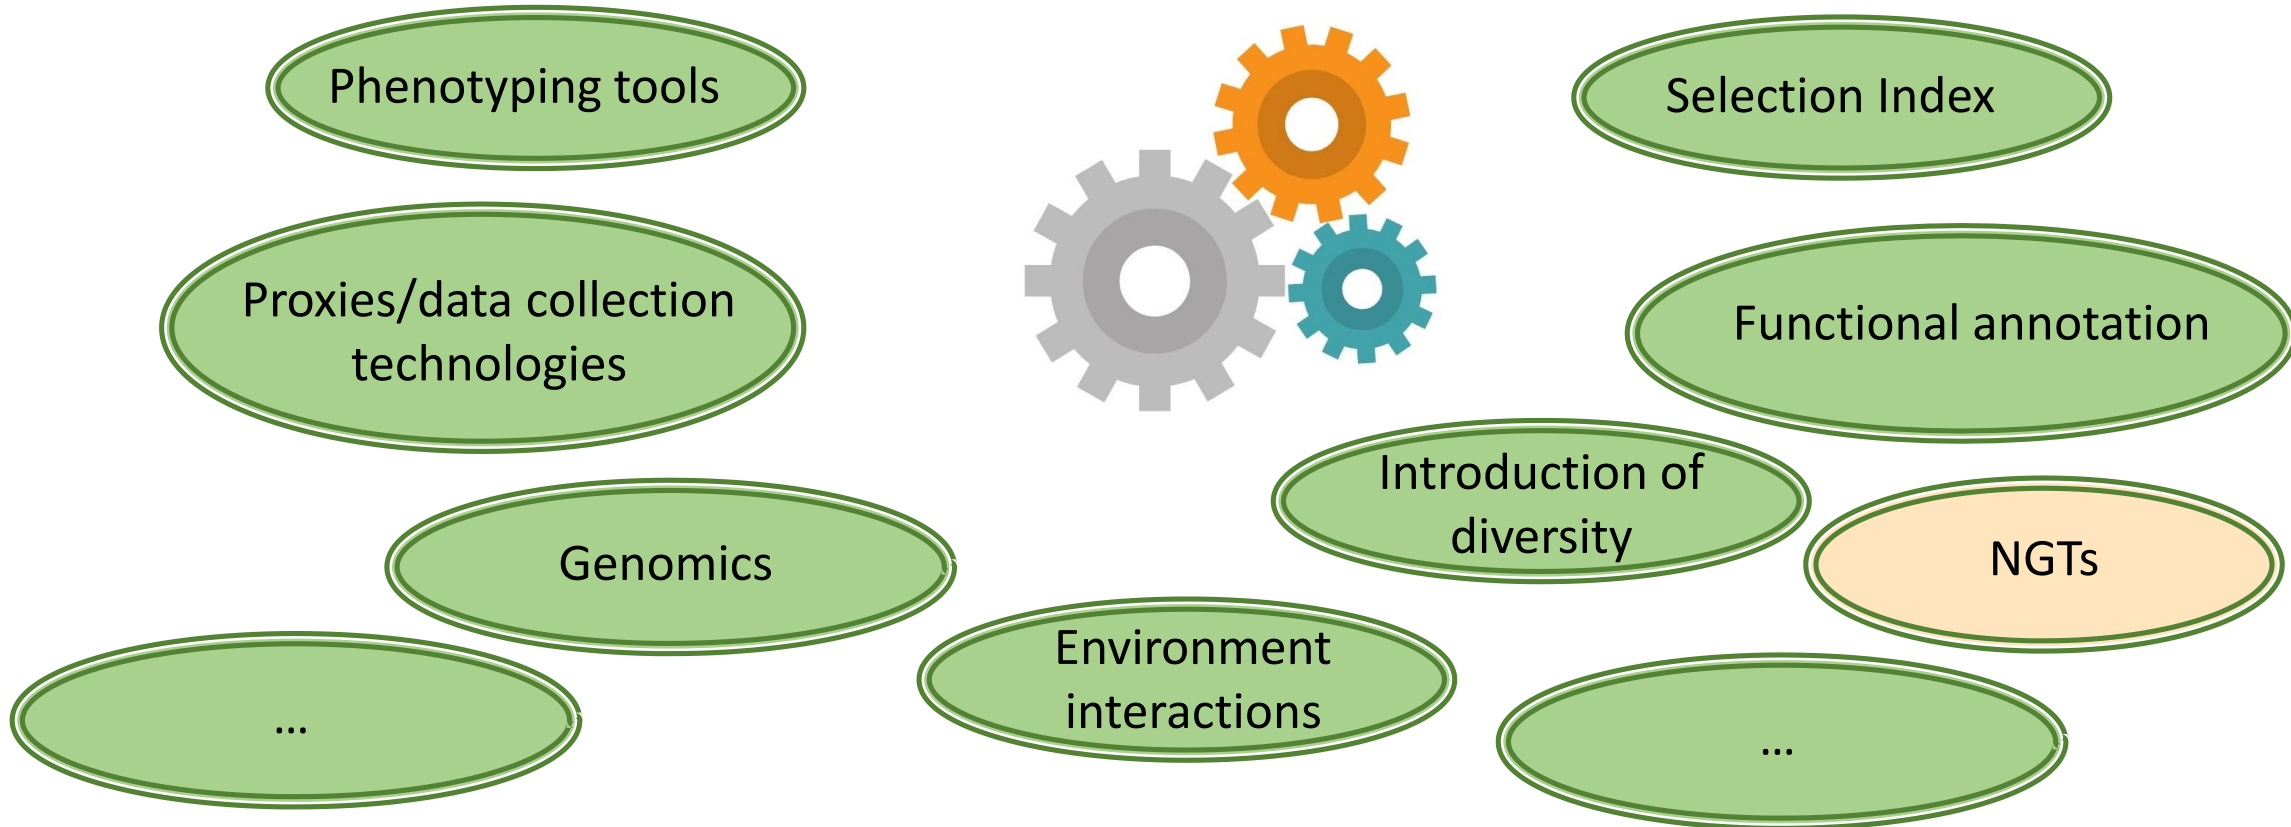 Phenotyping tools
Selection Index
Proxies/data collection
technologies
Functional annotation
Introduction of
diversity
Genomics
NGTs
Environment
interactions
...
...